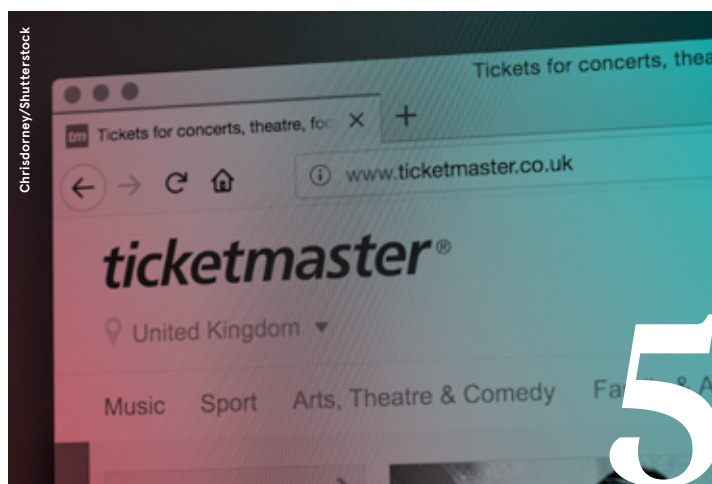 Chrisdorney/Shutterstock
Tickets for concerts, thea
tm Tickets for concerts, theatre, foo
www.ticketmaster.co.uk
ticketmaster®
United Kingdom
Music Sport Arts, Theatre & Comedy Family & A
5